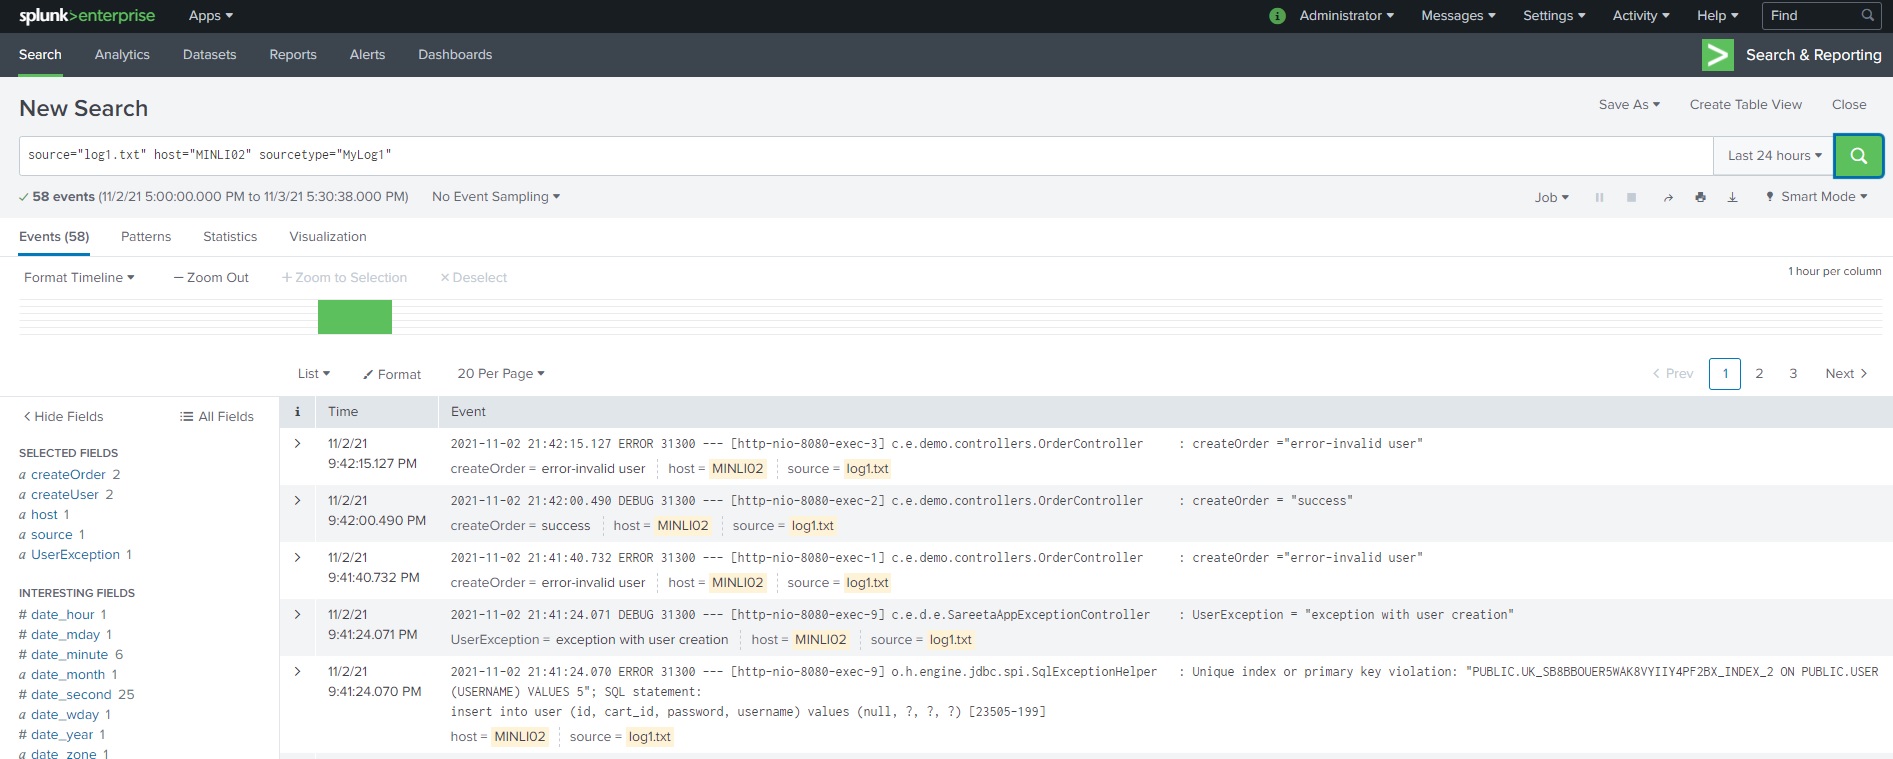 splunk>enterprise Apps Administrator Messages Settings Activity Help Find
Search Analytics Datasets Reports Alerts Dashboards Search & Reporting
New Search Save As Create Table View Close
source="log1.txt" host="MINLI02" sourcetype="MyLog1" Last 24 hours
58 events (11/2/21 5:00:00.000 PM to 11/3/21 5:30:38.000 PM) No Event Sampling Job Smart Mode
Events (58) Patterns Statistics Visualization
Format Timeline — Zoom Out + Zoom to Selection × Deselect 1 hour per column
List Format 20 Per Page < Prev 1 2 3 Next >
< Hide Fields All Fields
SELECTED FIELDS
a createOrder 2
a createUser 2
a host 1
a source 1
a UserException 1
INTERESTING FIELDS
# date_hour 1
# date_mday 1
# date_minute 6
a date_month 1
# date_second 25
a date_wday 1
# date_year 1
a date_zone 1
i Time Event
11/2/21 9:42:15.127 PM
2021-11-02 21:42:15.127 ERROR 31300 --- [http-nio-8080-exec-3] c.e.demo.controllers.OrderController : createOrder ="error-invalid user"
createOrder = error-invalid user host = MINLI02 source = log1.txt
11/2/21 9:42:00.490 PM
2021-11-02 21:42:00.490 DEBUG 31300 --- [http-nio-8080-exec-2] c.e.demo.controllers.OrderController : createOrder = "success"
createOrder = success host = MINLI02 source = log1.txt
11/2/21 9:41:40.732 PM
2021-11-02 21:41:40.732 ERROR 31300 --- [http-nio-8080-exec-1] c.e.demo.controllers.OrderController : createOrder ="error-invalid user"
createOrder = error-invalid user host = MINLI02 source = log1.txt
11/2/21 9:41:24.071 PM
2021-11-02 21:41:24.071 DEBUG 31300 --- [http-nio-8080-exec-9] c.e.d.e.SareetaAppExceptionController : UserException = "exception with user creation"
UserException = exception with user creation host = MINLI02 source = log1.txt
11/2/21 9:41:24.070 PM
2021-11-02 21:41:24.070 ERROR 31300 --- [http-nio-8080-exec-9] o.h.engine.jdbc.spi.SqlExceptionHelper : Unique index or primary key violation: "PUBLIC.UK_SB8BBOUER5WAK8VYIIY4PF2BX_INDEX_2 ON PUBLIC.USER
(USERNAME) VALUES 5"; SQL statement:
insert into user (id, cart_id, password, username) values (null, ?, ?, ?) [23505-199]
host = MINLI02 source = log1.txt